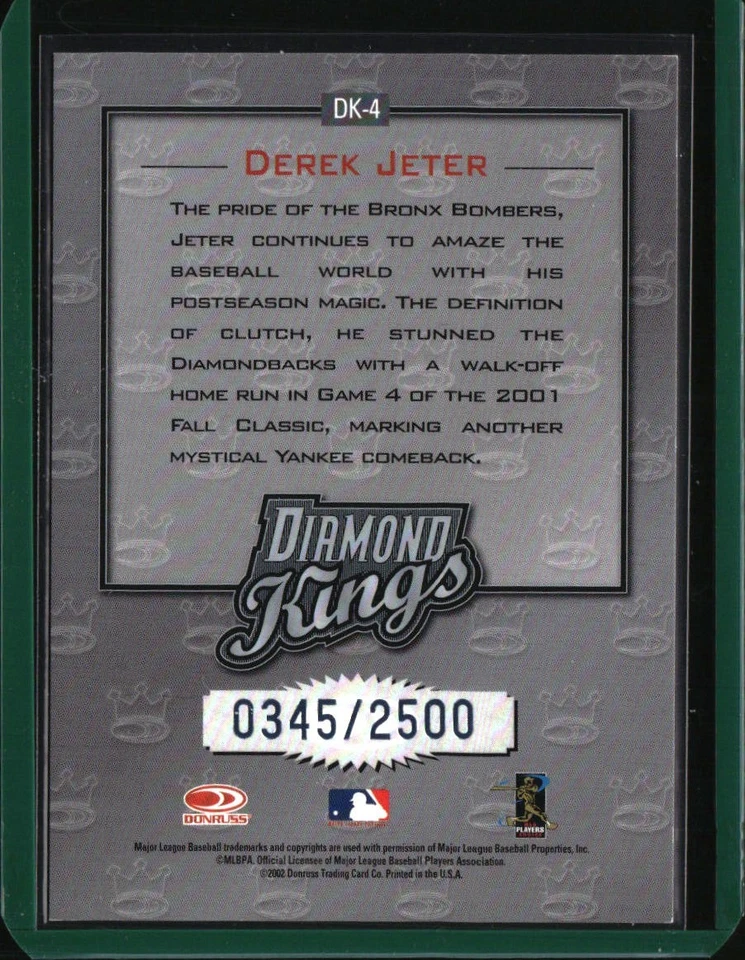 DK-4
DEREK JETER
THE PRIDE OF THE BRONX BOMBERS,
JETER CONTINUES TO AMAZE THE
BASEBALL WORLD WITH HIS
POSTSEASON MAGIC. THE DEFINITION
OF CLUTCH, HE STUNNED THE
DIAMONDBACKS WITH A WALK-OFF
HOME RUN IN GAME 4 OF THE 2001
FALL CLASSIC, MARKING ANOTHER
MYSTICAL YANKEE COMEBACK.
DIAMOND
Kings
0345/2500
DONRUSS
PLAYERS
Major League Baseball trademarks and copyrights are used with permission of Major League Baseball Properties, Inc.
©MLBPA. Official Licensee of Major League Baseball Players Association.
©2002 Donruss Trading Card Co. Printed in the U.S.A.